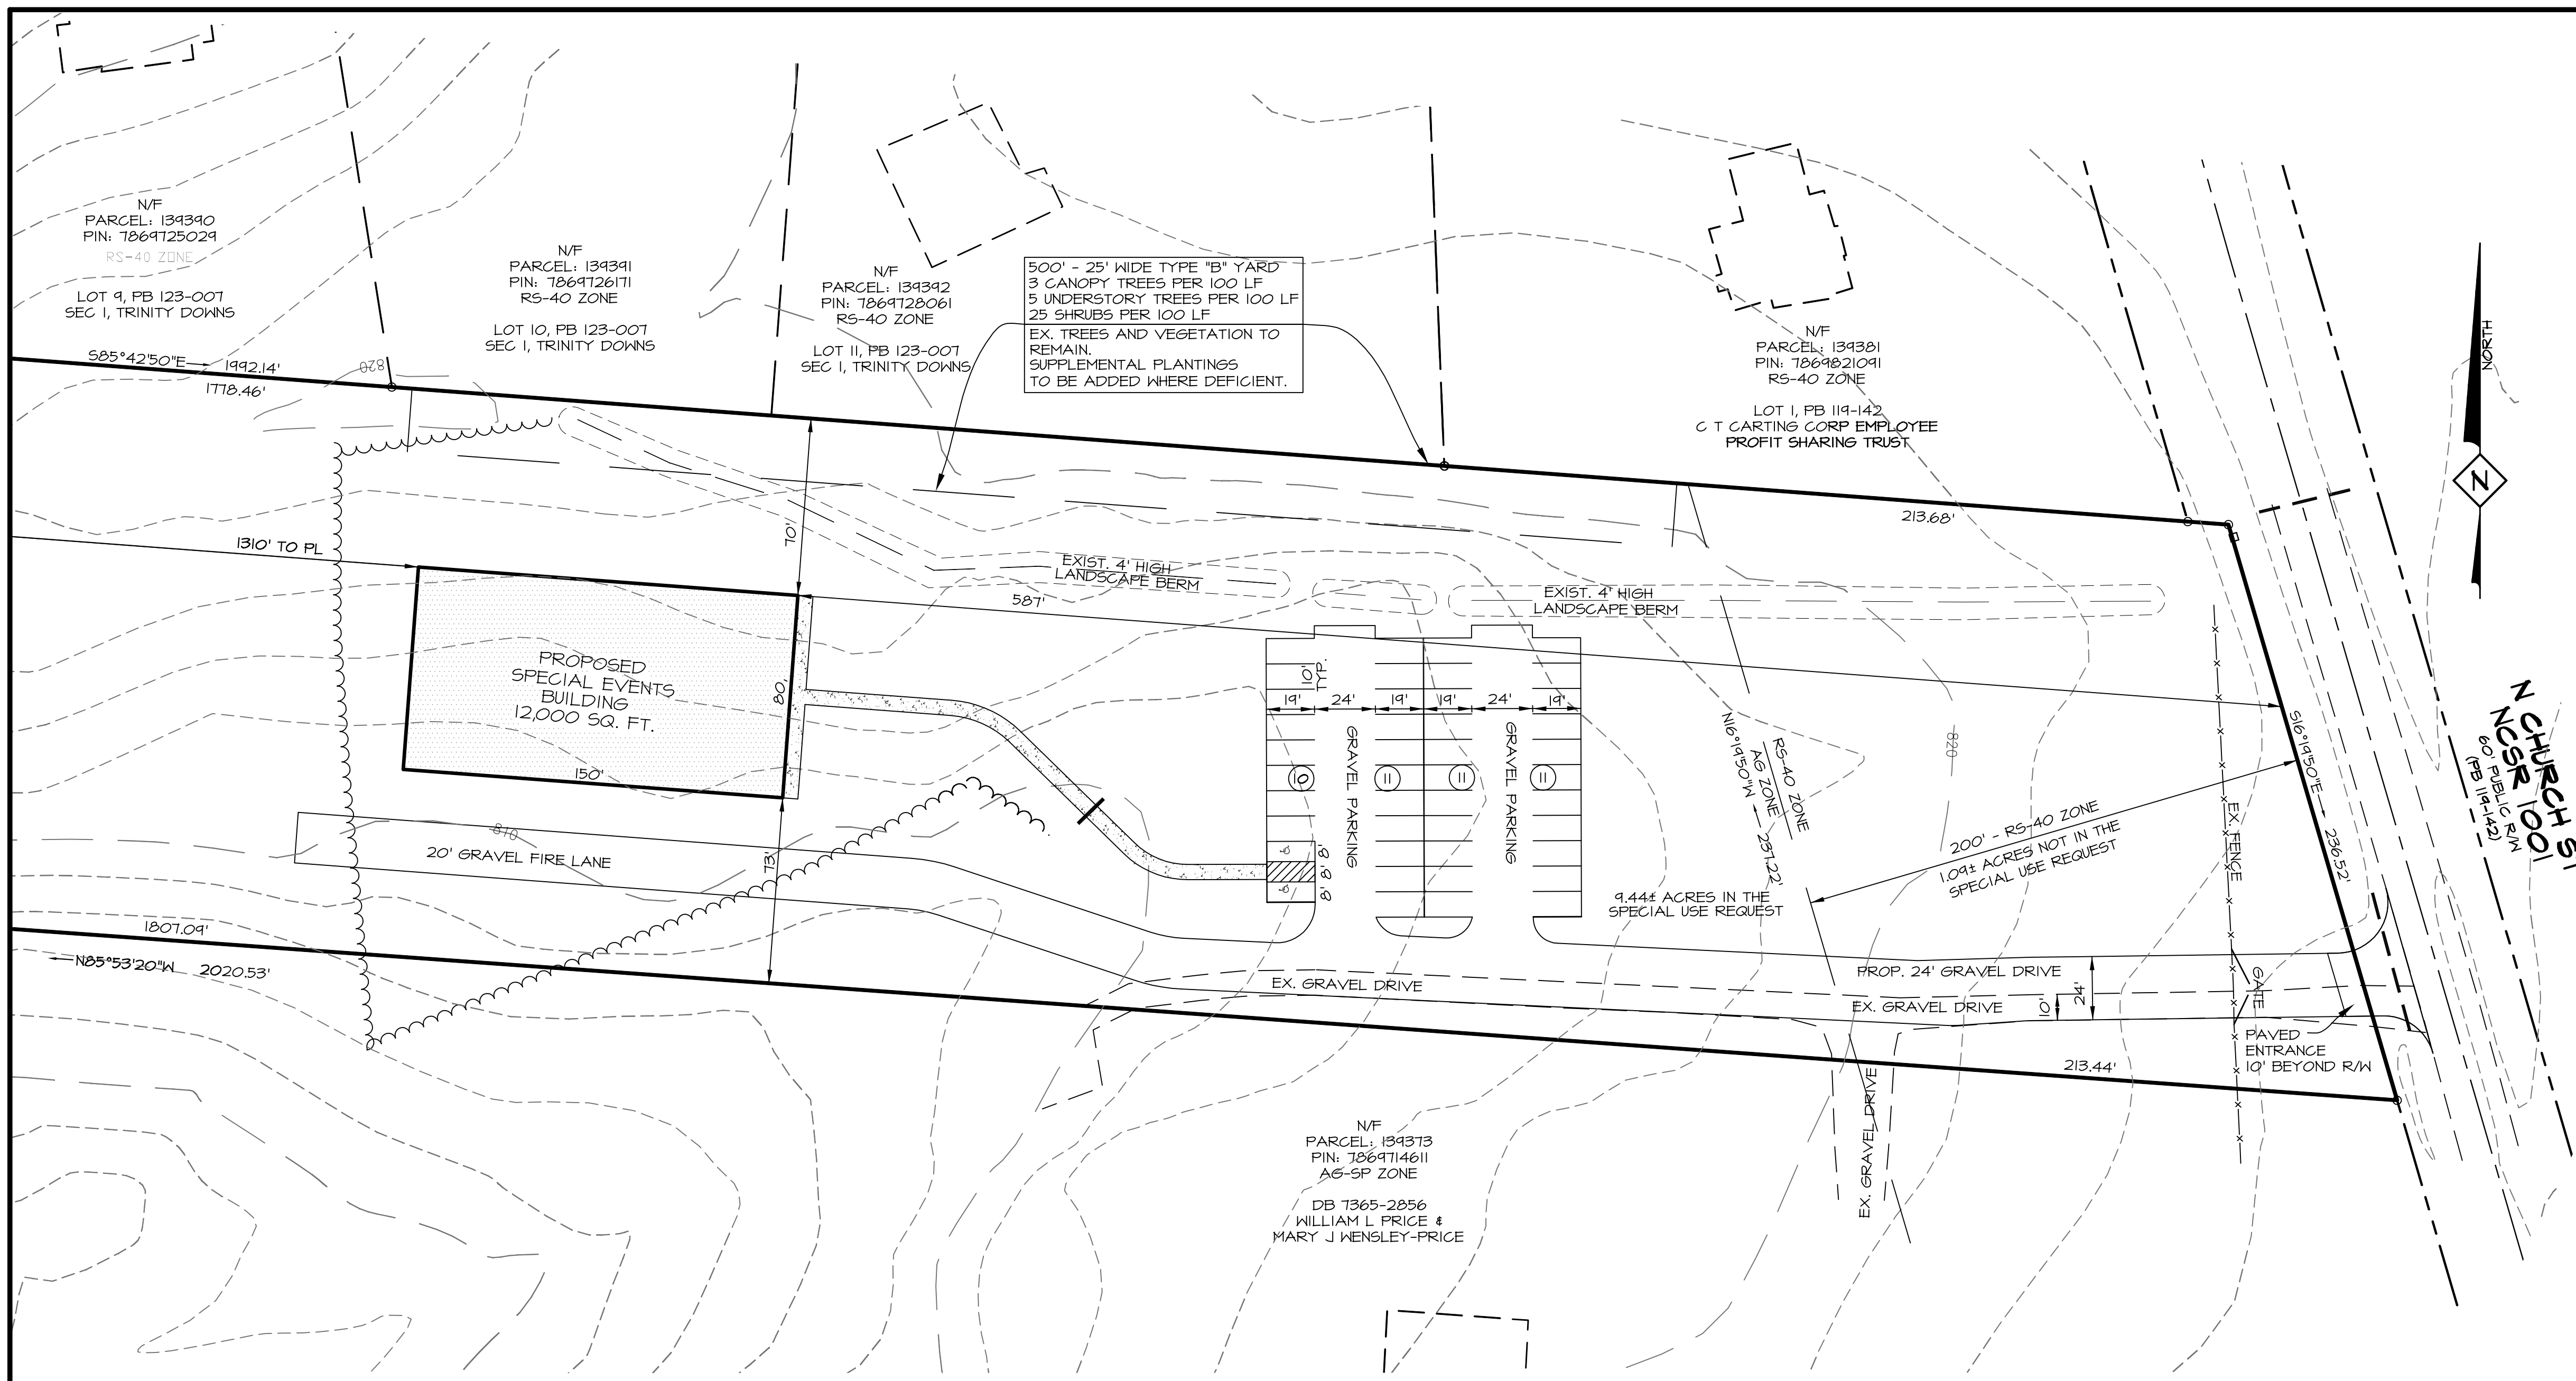 N/F
PARCEL: 139390
PIN: 7869725029
RS-40 ZONE
LOT 9, PB 123-007
SEC 1, TRINITY DOWNS
N/F
PARCEL: 139391
PIN: 7869726171
RS-40 ZONE
LOT 10, PB 123-007
SEC 1, TRINITY DOWNS
N/F
PARCEL: 139392
PIN: 7869728061
RS-40 ZONE
LOT 11, PB 123-007
SEC 1, TRINITY DOWNS
500' - 25' WIDE TYPE "B" YARD
3 CANOPY TREES PER 100 LF
5 UNDERSTORY TREES PER 100 LF
25 SHRUBS PER 100 LF
EX. TREES AND VEGETATION TO
REMAIN.
SUPPLEMENTAL PLANTINGS
TO BE ADDED WHERE DEFICIENT.
N/F
PARCEL: 139381
PIN: 7869821091
RS-40 ZONE
LOT 1, PB 119-142
C T CARTING CORP EMPLOYEE
PROFIT SHARING TRUST
NORTH
N
S85°42'50"E 1992.14'
1778.46'
820
213.68'
1310' TO PL
70'
EXIST. 4' HIGH
LANDSCAPE BERM
587'
EXIST. 4' HIGH
LANDSCAPE BERM
PROPOSED
SPECIAL EVENTS
BUILDING
12,000 SQ. FT.
80'
150'
10'
TYP.
19' 24' 19' 19' 24' 19'
GRAVEL PARKING
GRAVEL PARKING
10 11 11 11
8' 8' 8'
N16°19'50"W 231.22'
RS-40 ZONE
AG ZONE
820
S16°19'50"E 236.52'
N CHURCH ST
NCSR 1001
60' PUBLIC R/W
(PB 119-142)
200' - RS-40 ZONE
1.09± ACRES NOT IN THE
SPECIAL USE REQUEST
EX. FENCE
9.44± ACRES IN THE
SPECIAL USE REQUEST
810
20' GRAVEL FIRE LANE
73'
1807.09'
N85°53'20"W 2020.53'
EX. GRAVEL DRIVE
PROP. 24' GRAVEL DRIVE
EX. GRAVEL DRIVE
10'
24'
GATE
PAVED
ENTRANCE
10' BEYOND R/W
213.44'
EX. GRAVEL DRIVE
N/F
PARCEL: 139373
PIN: 7869714611
AG-SP ZONE
DB 7365-2856
WILLIAM L PRICE &
MARY J WENSLEY-PRICE